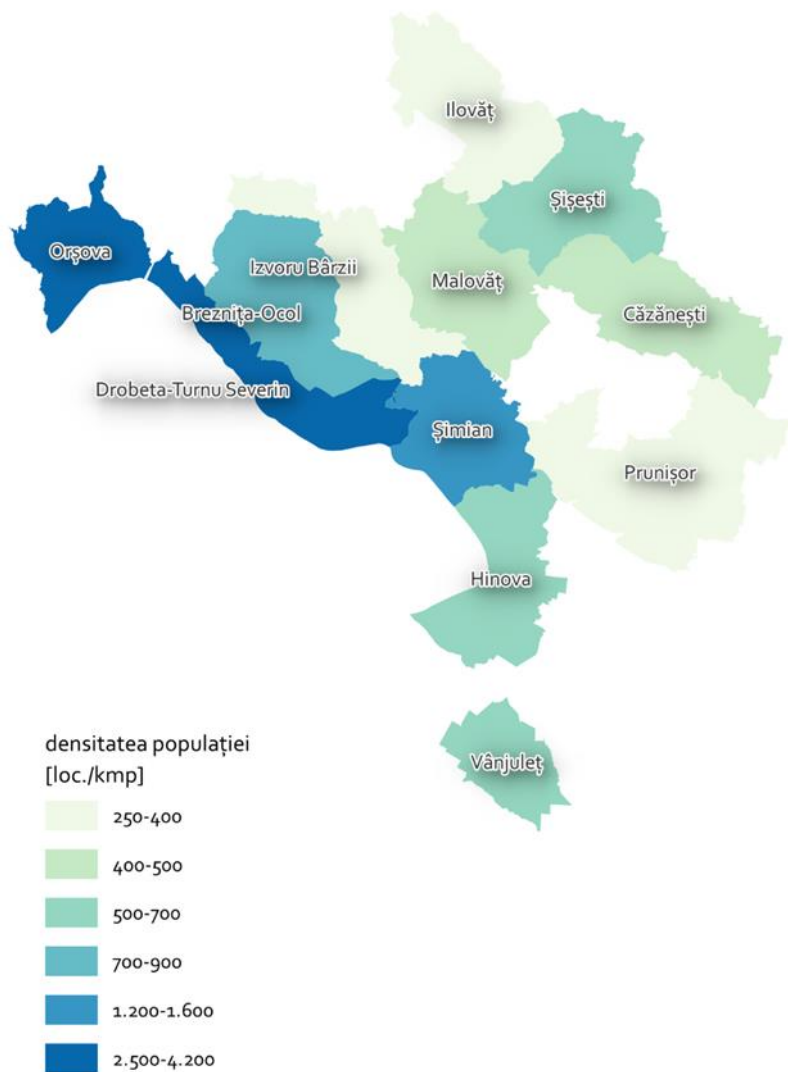 Ilovăț
Șișești
Orșova
Izvoru Bârzii
Malovăț
Breznița-Ocol
Căzănești
Drobeta-Turnu Severin
Șimian
Prunișor
Hinova
Vânjuleț
densitatea populației
[loc./kmp]
250-400
400-500
500-700
700-900
1.200-1.600
2.500-4.200